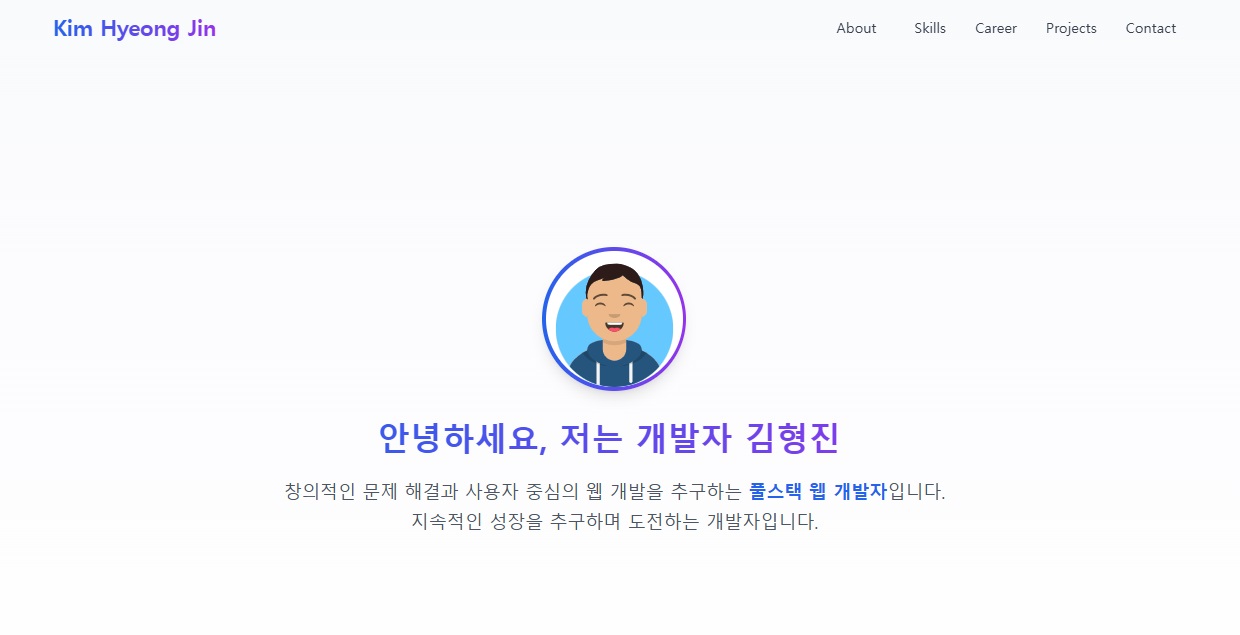 Kim Hyeong Jin
About Skills Career Projects Contact
안녕하세요, 저는 개발자 김형진
창의적인 문제 해결과 사용자 중심의 웹 개발을 추구하는 풀스택 웹 개발자입니다.
지속적인 성장을 추구하며 도전하는 개발자입니다.